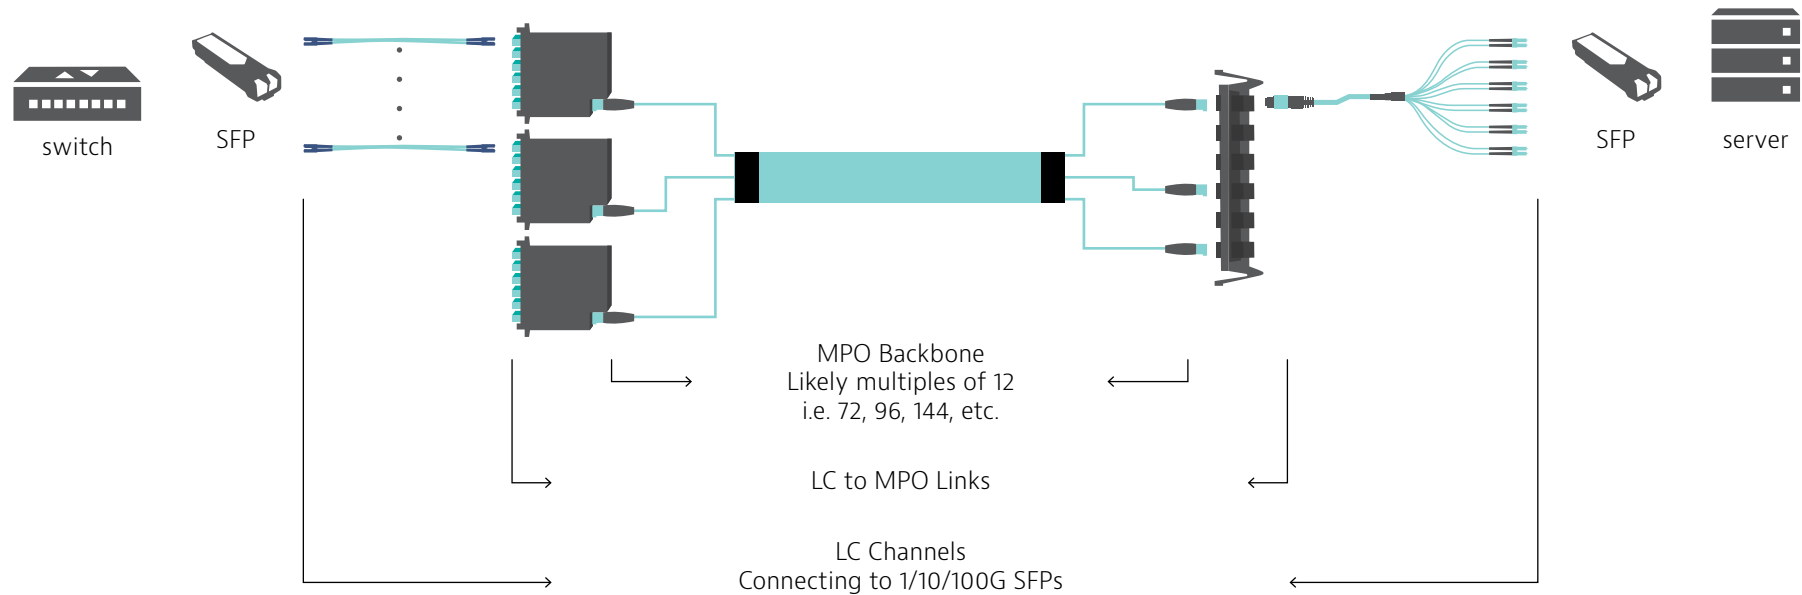 switch
SFP
SFP
server
MPO Backbone
Likely multiples of 12
i.e. 72, 96, 144, etc.
LC to MPO Links
LC Channels
Connecting to 1/10/100G SFPs